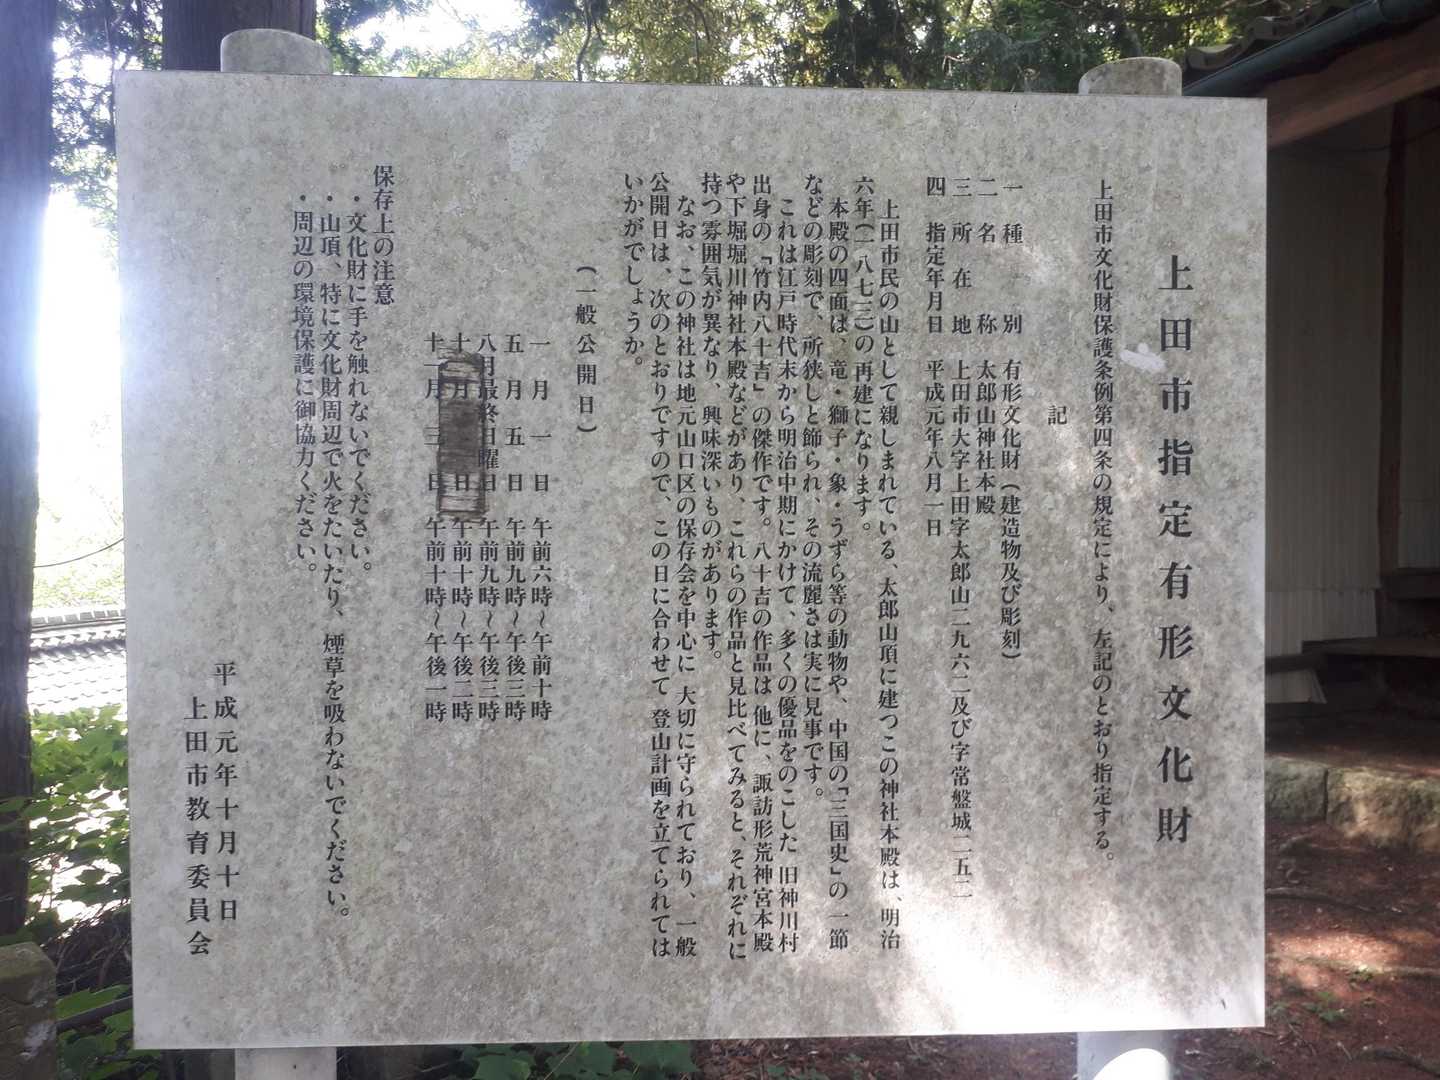 上田市指定有形文化財
上田市文化財保護条例第四条の規定により、左記のとおり指定する。
記
一 種別 有形文化財(建造物及び彫刻)
二 名称 太郎山神社本殿
三 所在地 上田市大字上田字太郎山二九六二及び字常盤城二五二一
四 指定年月日 平成元年八月一日
上田市民の山として親しまれている、太郎山頂に建つこの神社本殿は、明治
六年(一八七三)の再建になります。
本殿の四面は、竜・獅子・象・うずら等の動物や、中国の「三国史」の一節
などの彫刻で、所狭しと飾られ、その流麗さは実に見事です。
これは江戸時代末から明治中期にかけて、多くの優品をのこした 旧神川村
出身の「竹内八十吉」の傑作です。八十吉の作品は 他に、諏訪形荒神宮本殿
や下堀堀川神社本殿などがあり、これらの作品と見比べてみると、それぞれに
持つ雰囲気が異なり、興味深いものがあります。
なお、この神社は地元山口区の保存会を中心に 大切に守られており、一般
公開日は、次のとおりですので、この日に合わせて 登山計画を立てられては
いかがでしょうか。
(一般公開日)
一月一日 午前六時〜午前十時
五月五日 午前九時〜午後三時
八月最終日曜日 午前九時〜午後三時
十 月 日 午前十時〜午後二時
十二月三日 午前十時〜午後一時
保存上の注意
・文化財に手を触れないでください。
・山頂、特に文化財周辺で火をたいたり、煙草を吸わないでください。
・周辺の環境保護に御協力ください。
平成元年十月十日
上田市教育委員会